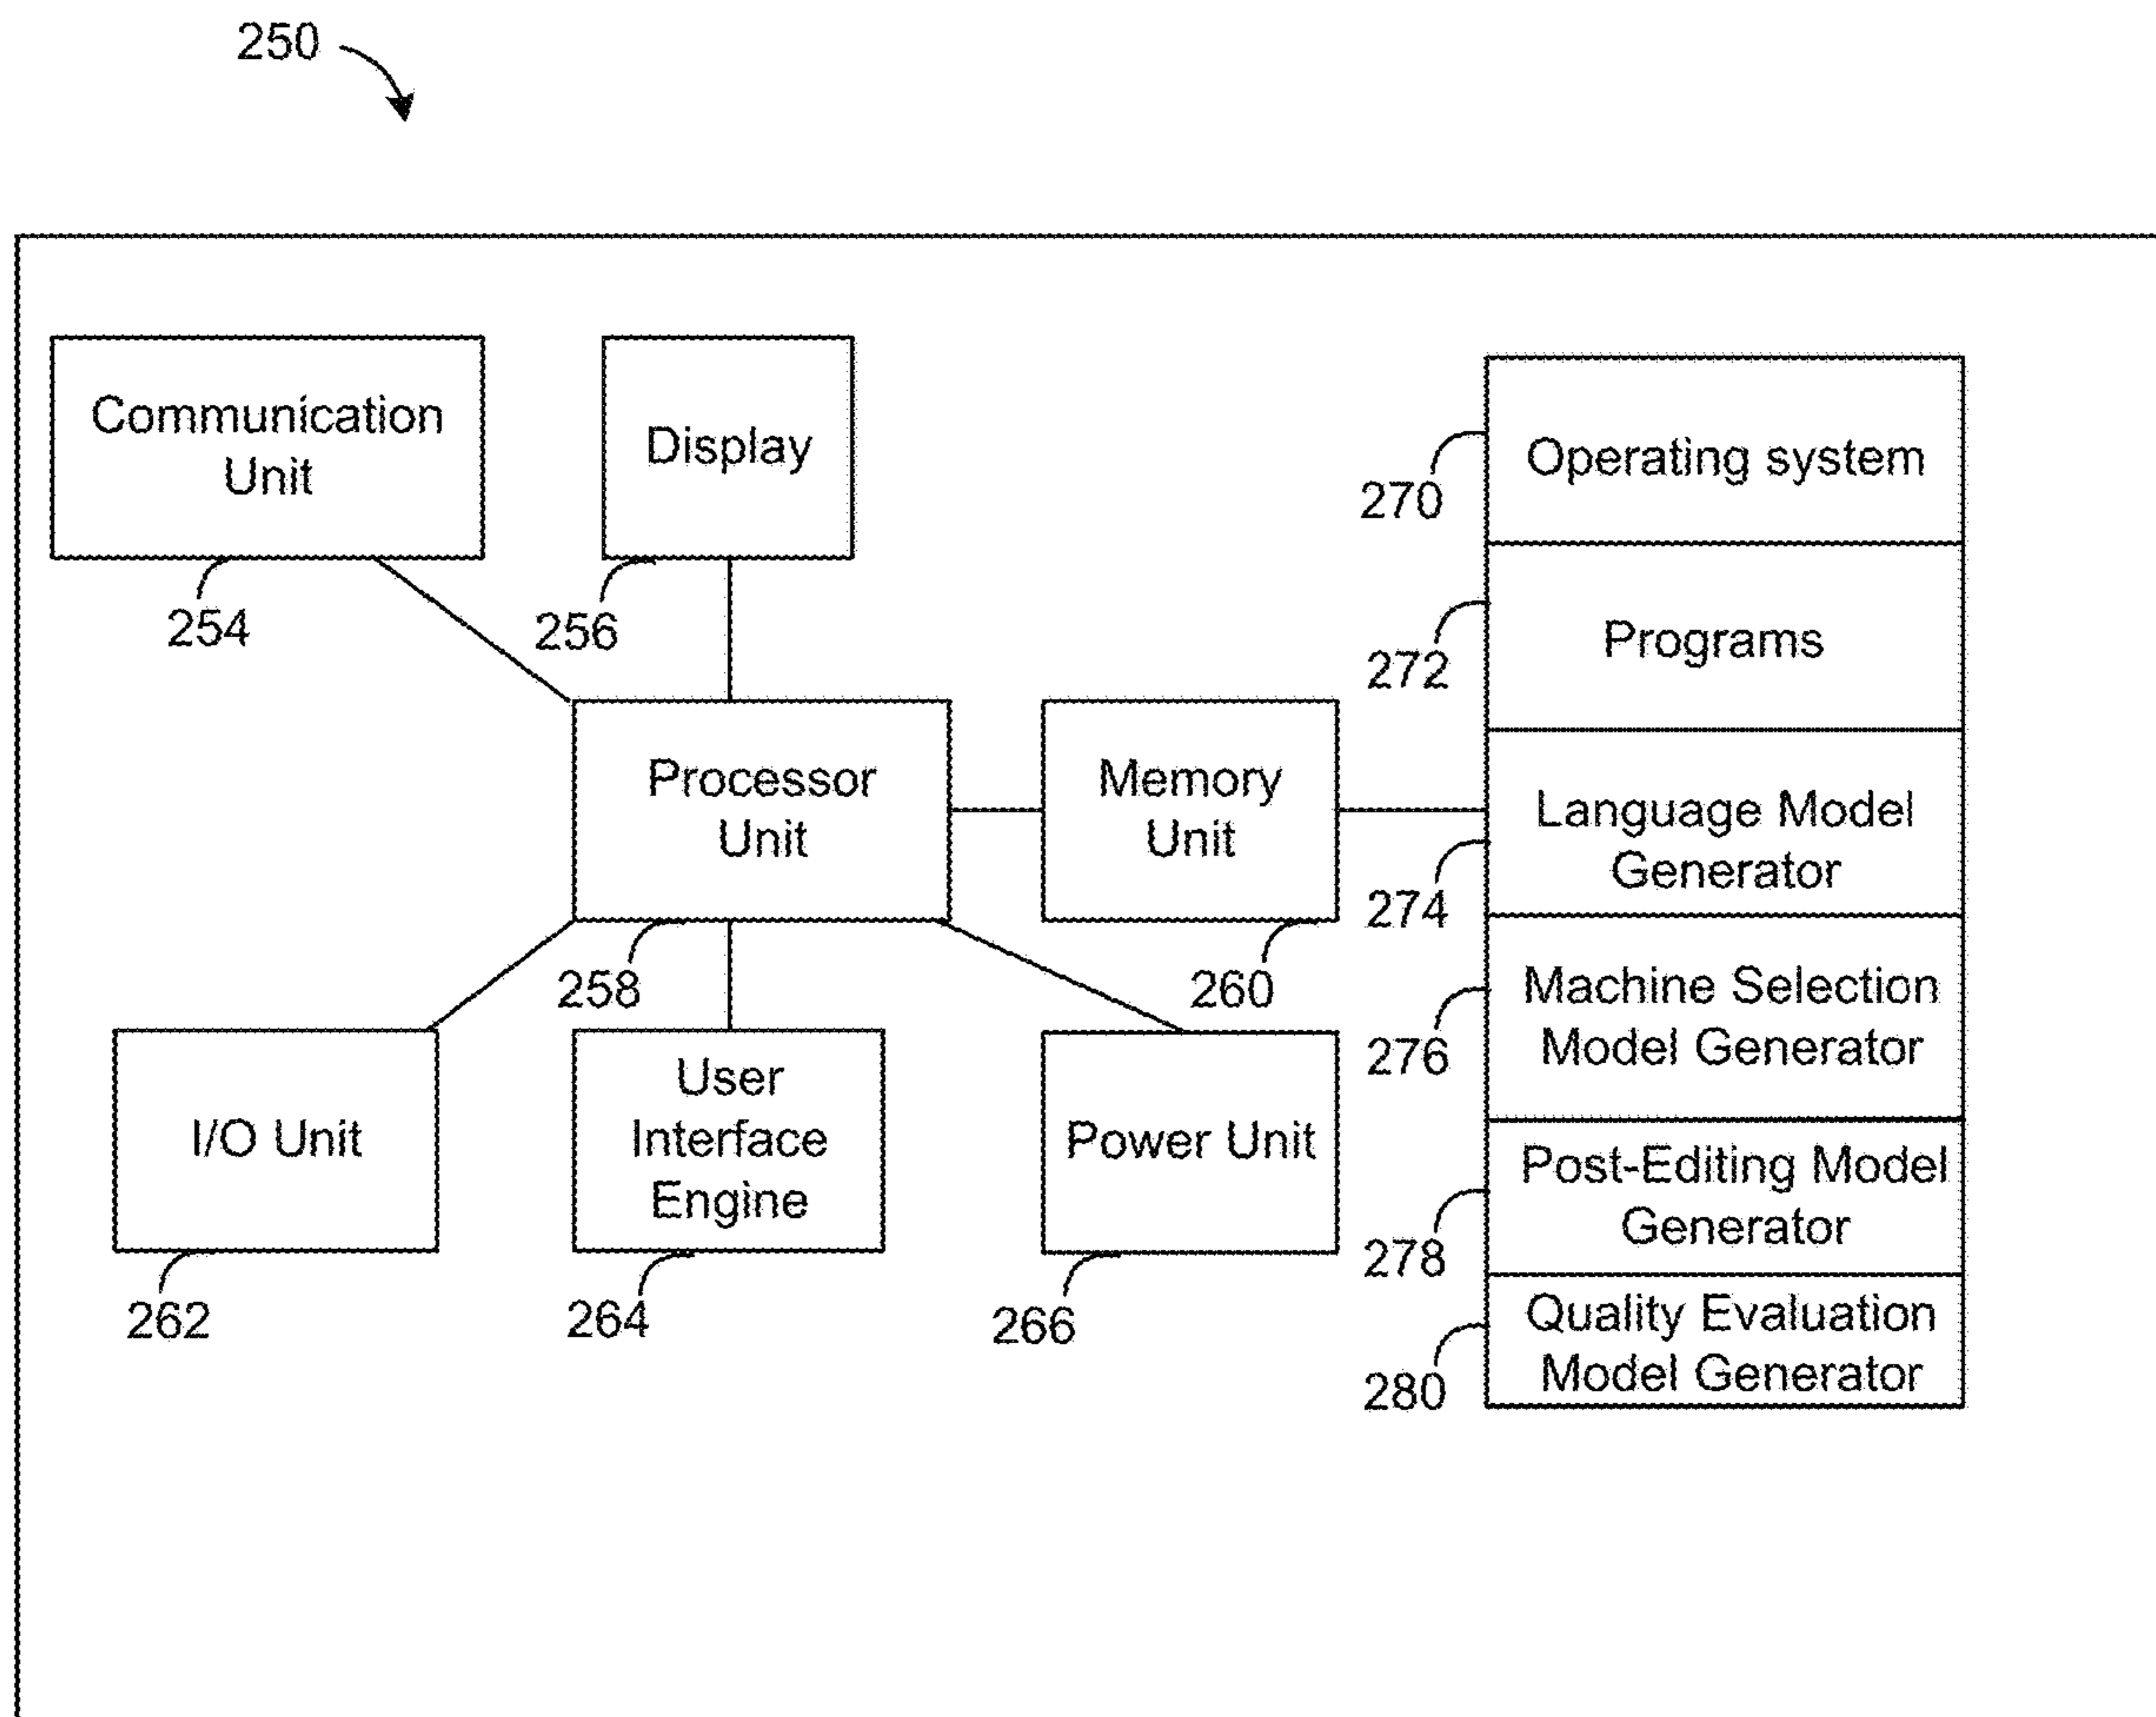 250
Communication
Unit
254
Display
256
Processor
Unit
258
Memory
Unit
260
I/O Unit
262
User
Interface
Engine
264
Power Unit
266
Operating system
270
Programs
272
Language Model
Generator
274
Machine Selection
Model Generator
276
Post-Editing Model
Generator
278
Quality Evaluation
Model Generator
280